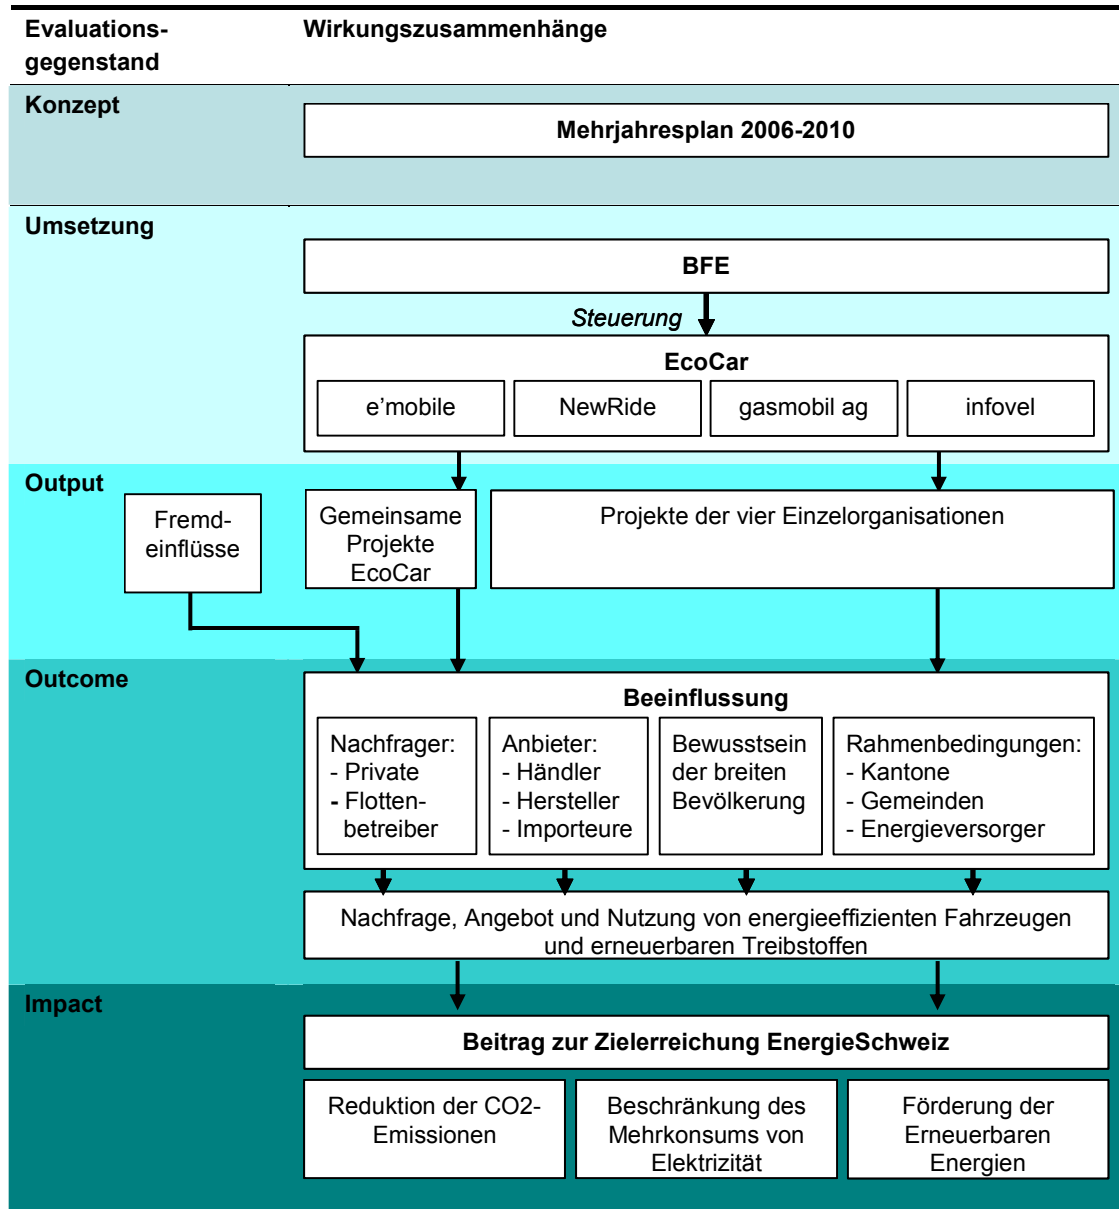 Evaluations-
gegenstand
Wirkungszusammenhänge
Konzept
Mehrjahresplan 2006-2010
Umsetzung
BFE
Steuerung
EcoCar
e'mobile
NewRide
gasmobil ag
infovel
Output
Fremd-
einflüsse
Gemeinsame
Projekte
EcoCar
Projekte der vier Einzelorganisationen
Outcome
Beeinflussung
Nachfrager:
- Private
- Flotten-
betreiber
Anbieter:
- Händler
- Hersteller
- Importeure
Bewusstsein
der breiten
Bevölkerung
Rahmenbedingungen:
- Kantone
- Gemeinden
- Energieversorger
Nachfrage, Angebot und Nutzung von energieeffizienten Fahrzeugen
und erneuerbaren Treibstoffen
Impact
Beitrag zur Zielerreichung EnergieSchweiz
Reduktion der CO2-
Emissionen
Beschränkung des
Mehrkonsums von
Elektrizität
Förderung der
Erneuerbaren
Energien